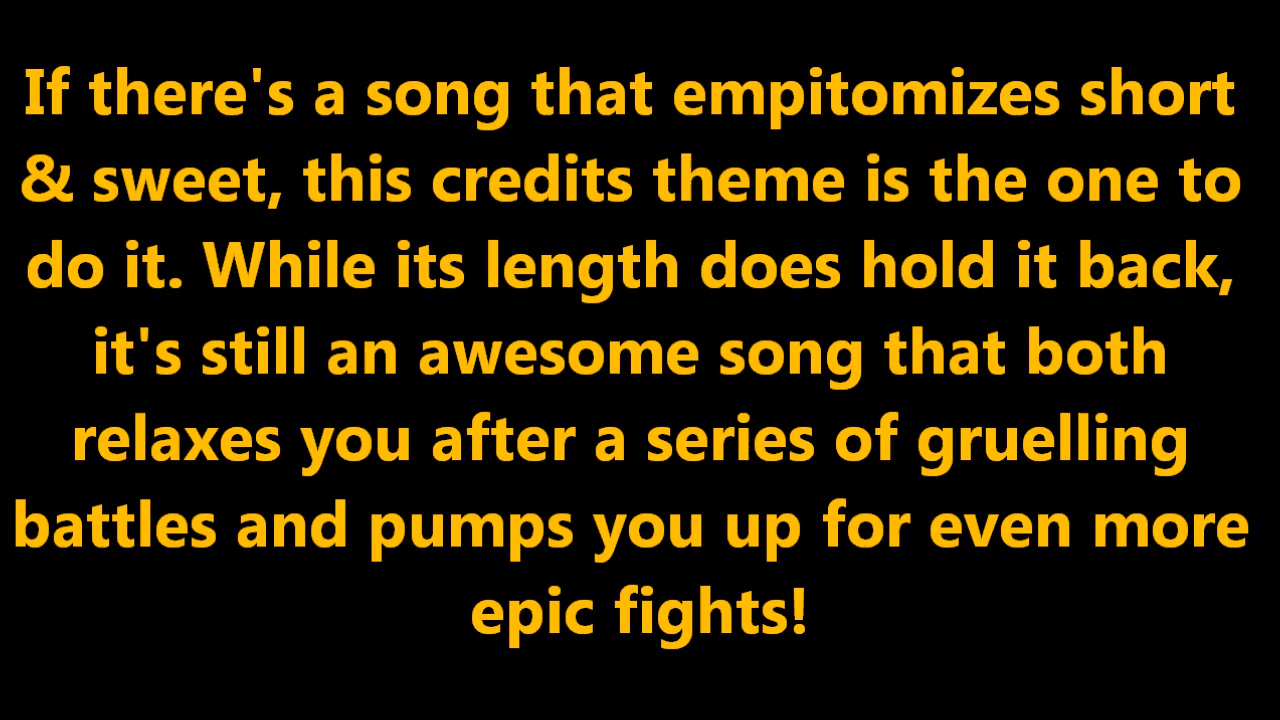 If there's a song that empitomizes short
& sweet, this credits theme is the one to
do it. While its length does hold it back,
it's still an awesome song that both
relaxes you after a series of gruelling
battles and pumps you up for even more
epic fights!